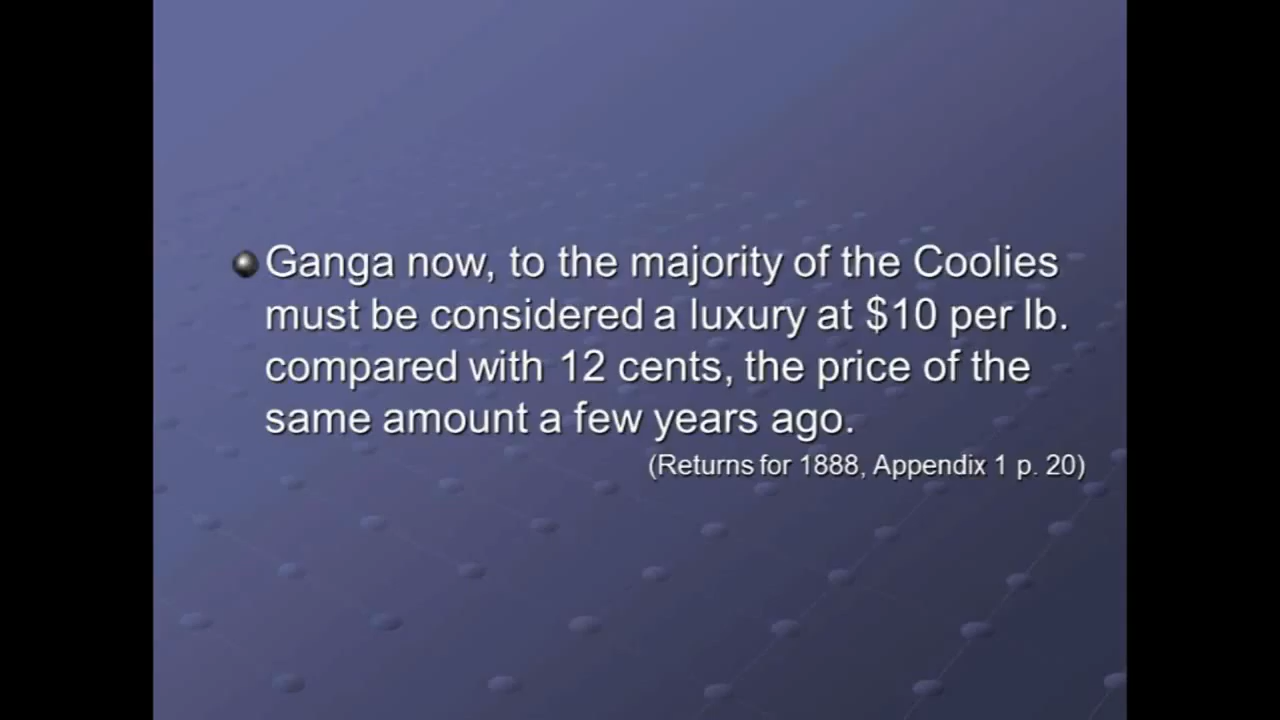 Ganga now, to the majority of the Coolies
must be considered a luxury at $10 per lb.
compared with 12 cents, the price of the
same amount a few years ago.
(Returns for 1888, Appendix 1 p. 20)